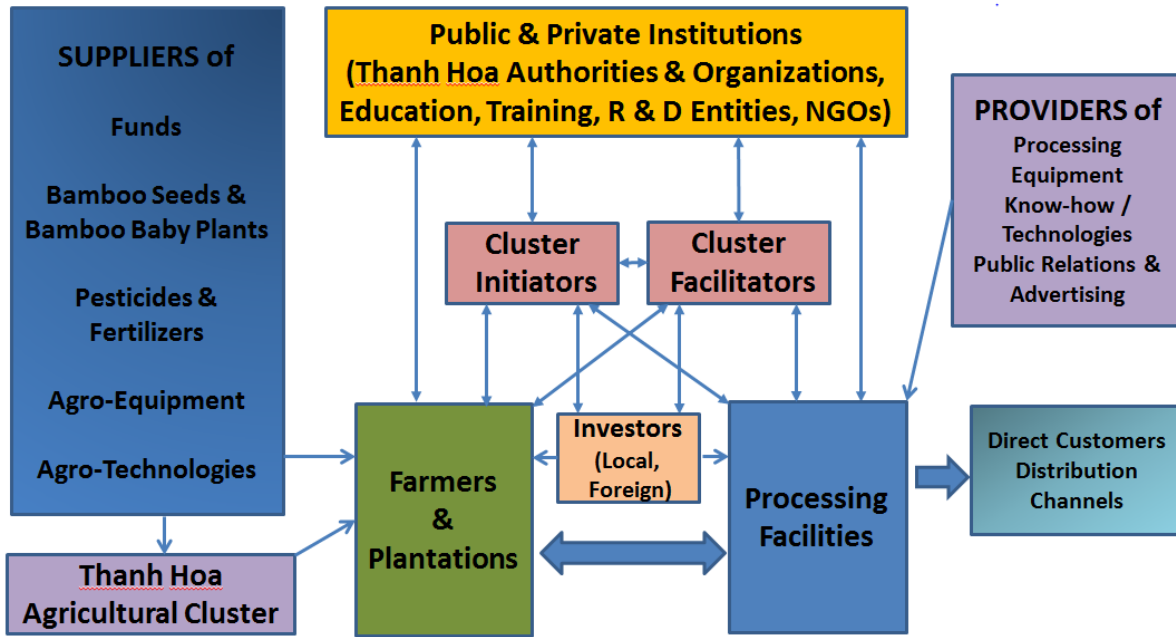 SUPPLIERS of
Funds
Bamboo Seeds &
Bamboo Baby Plants
Pesticides &
Fertilizers
Agro-Equipment
Agro-Technologies
Public & Private Institutions
(Thanh Hoa Authorities & Organizations,
Education, Training, R & D Entities, NGOs)
PROVIDERS of
Processing
Equipment
Know-how /
Technologies
Public Relations &
Advertising
Cluster
Initiators
Cluster
Facilitators
Farmers
&
Plantations
Investors
(Local,
Foreign)
Processing
Facilities
Direct Customers
Distribution
Channels
Thanh Hoa
Agricultural Cluster